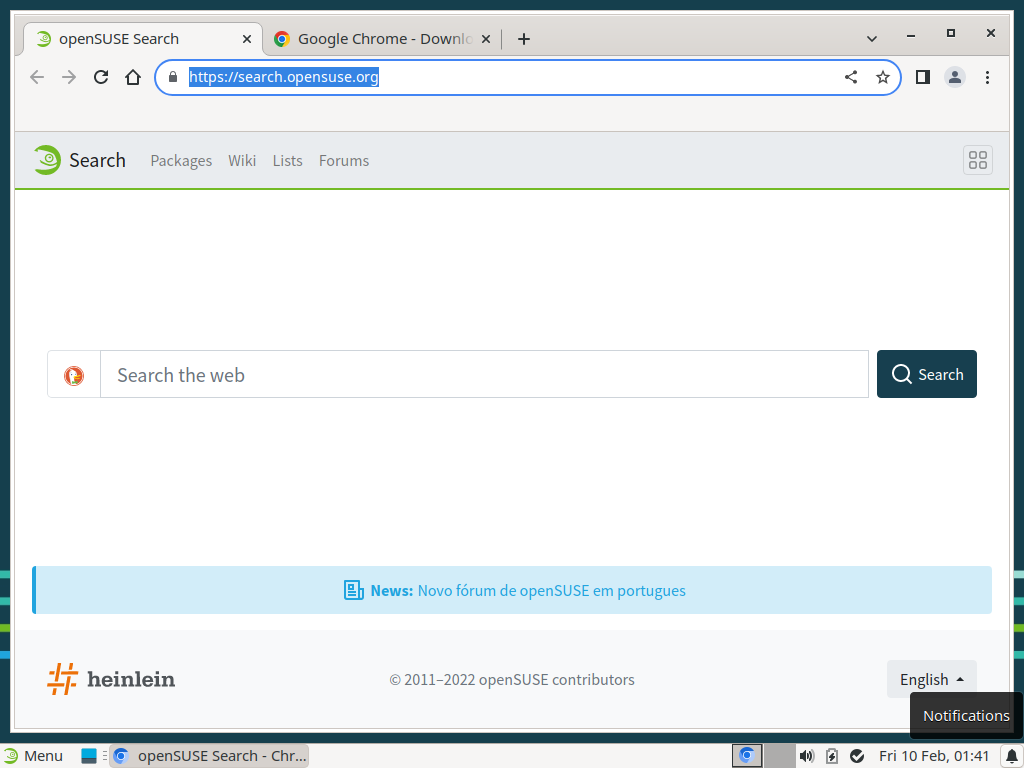 openSUSE Search
Google Chrome - Downlo
https://search.opensuse.org
Search
Packages
Wiki
Lists
Forums
Search the web
Search
News: Novo fórum de openSUSE em portugues
heinlein
© 2011–2022 openSUSE contributors
English
Notifications
Menu
openSUSE Search - Chr...
Fri 10 Feb, 01:41